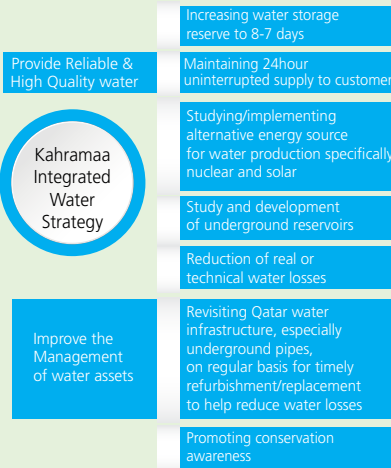 Increasing water storage
reserve to 8-7 days
Provide Reliable &
High Quality water
Maintaining 24hour
uninterrupted supply to customer
Kahramaa
Integrated
Water
Strategy
Studying/implementing
alternative energy source
for water production specifically
nuclear and solar
Study and development
of underground reservoirs
Reduction of real or
technical water losses
Improve the
Management
of water assets
Revisiting Qatar water
infrastructure, especially
underground pipes,
on regular basis for timely
refurbishment/replacement
to help reduce water losses
Promoting conservation
awareness